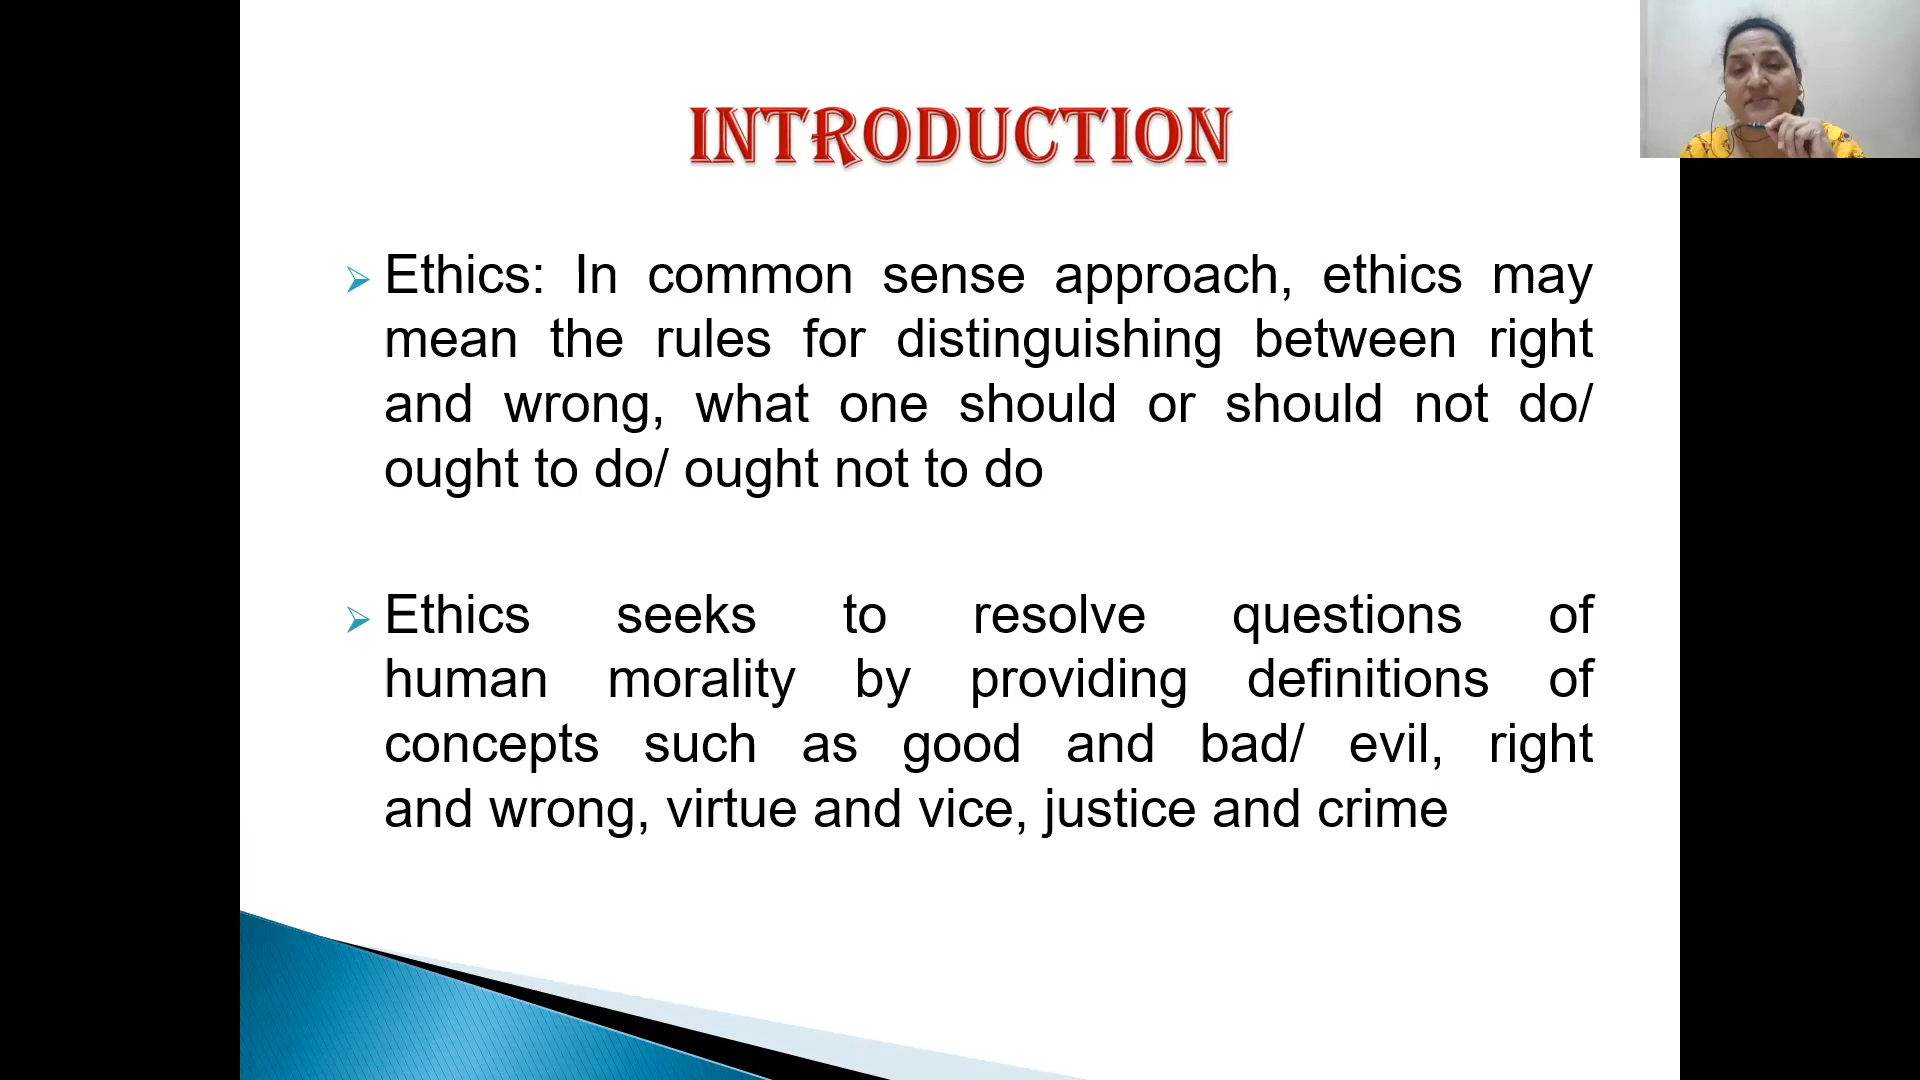 INTRODUCTION
Ethics: In common sense approach, ethics may
mean the rules for distinguishing between right
and wrong, what one should or should not do/
ought to do/ ought not to do
Ethics seeks to resolve questions of
human morality by providing definitions of
concepts such as good and bad/ evil, right
and wrong, virtue and vice, justice and crime